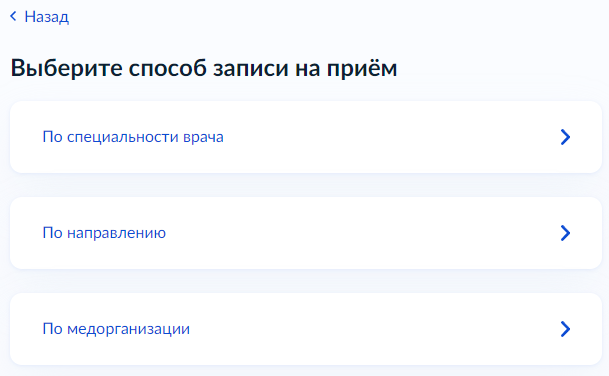 Назад
Выберите способ записи на приём
По специальности врача
По направлению
По медорганизации